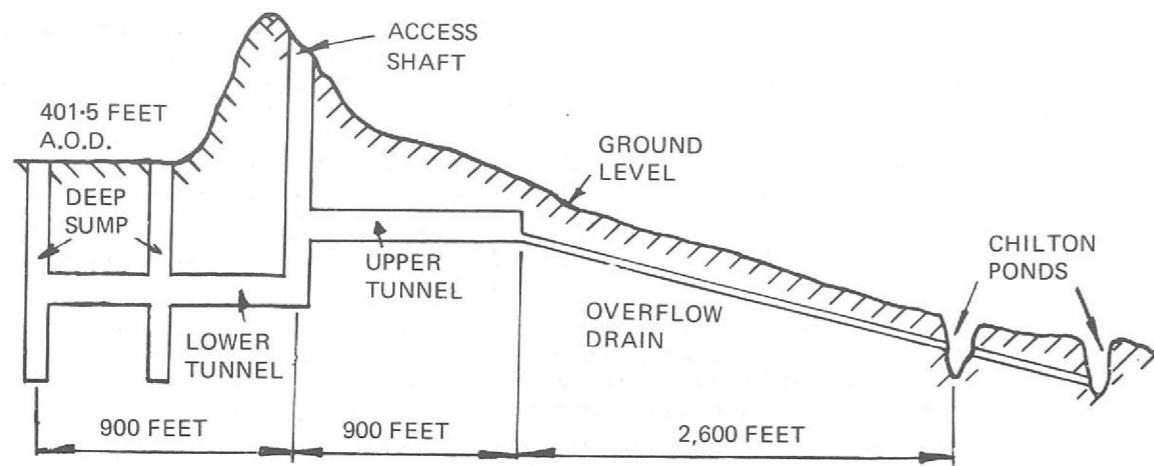 ACCESS
SHAFT
401·5 FEET
A.O.D.
DEEP
SUMP
GROUND
LEVEL
UPPER
TUNNEL
CHILTON
PONDS
LOWER
TUNNEL
OVERFLOW
DRAIN
900 FEET
900 FEET
2,600 FEET